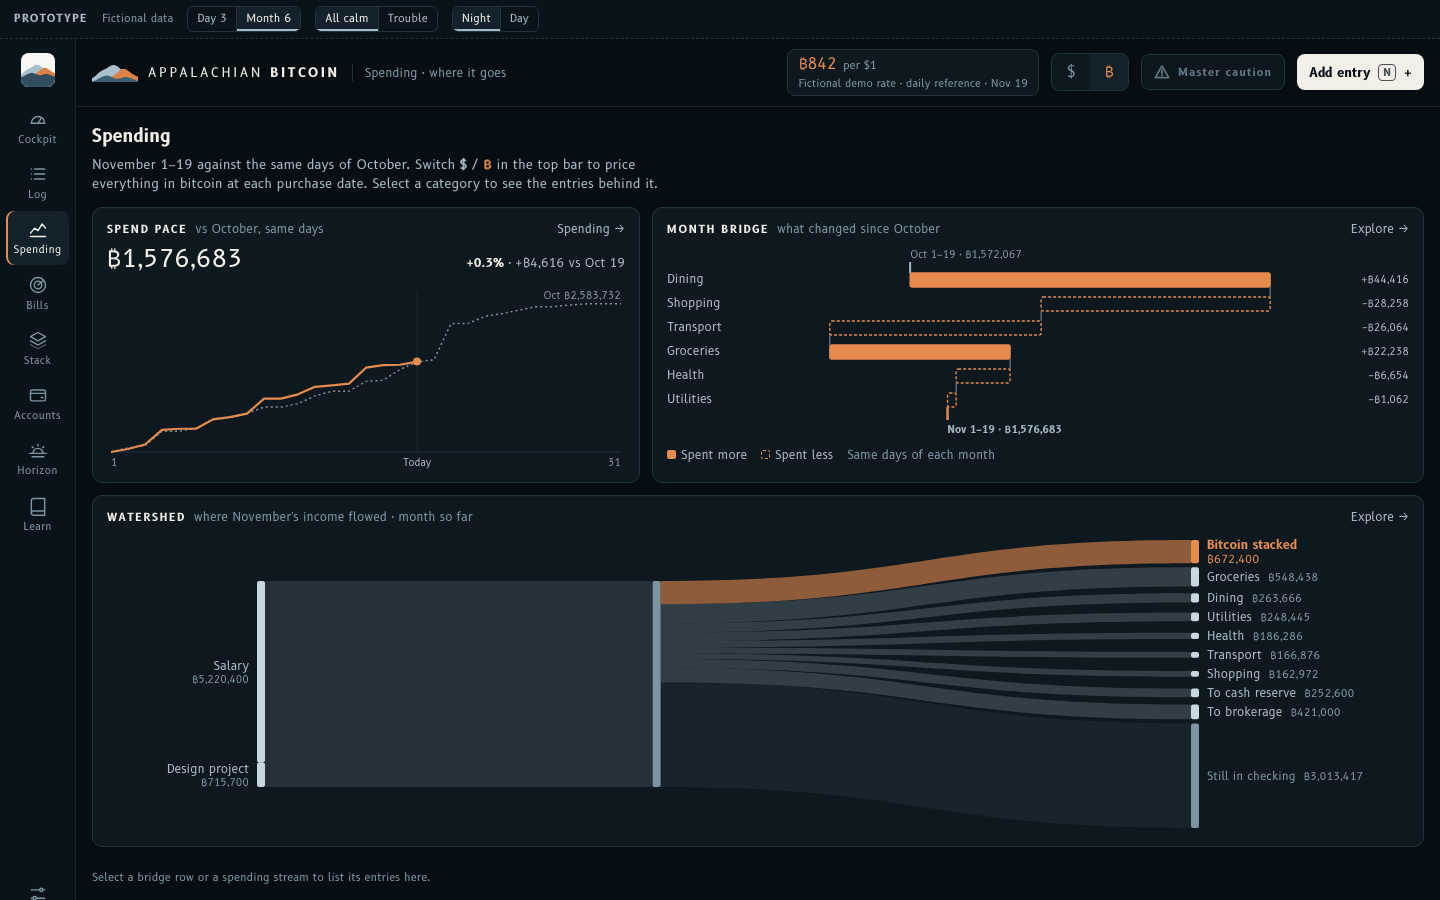 PROTOTYPE Fictional data Day 3 Month 6 All calm Trouble Night Day
APPALACHIAN BITCOIN Spending · where it goes
฿842 per $1
Fictional demo rate · daily reference · Nov 19
$ ฿ Master caution Add entry N +
Cockpit
Log
Spending
Bills
Stack
Accounts
Horizon
Learn
Spending
November 1–19 against the same days of October. Switch $ / ฿ in the top bar to price
everything in bitcoin at each purchase date. Select a category to see the entries behind it.
SPEND PACE vs October, same days Spending →
฿1,576,683
+0.3% · +฿4,616 vs Oct 19
Oct ฿2,583,732
1 Today 31
MONTH BRIDGE what changed since October Explore →
Oct 1–19 · ฿1,572,067
Dining +฿44,416
Shopping −฿28,258
Transport −฿26,064
Groceries +฿22,238
Health −฿6,654
Utilities −฿1,062
Nov 1–19 · ฿1,576,683
Spent more Spent less Same days of each month
WATERSHED where November's income flowed · month so far Explore →
Salary
฿5,220,400
Design project
฿715,700
Bitcoin stacked
฿672,400
Groceries ฿548,438
Dining ฿263,666
Utilities ฿248,445
Health ฿186,286
Transport ฿166,876
Shopping ฿162,972
To cash reserve ฿252,600
To brokerage ฿421,000
Still in checking ฿3,013,417
Select a bridge row or a spending stream to list its entries here.